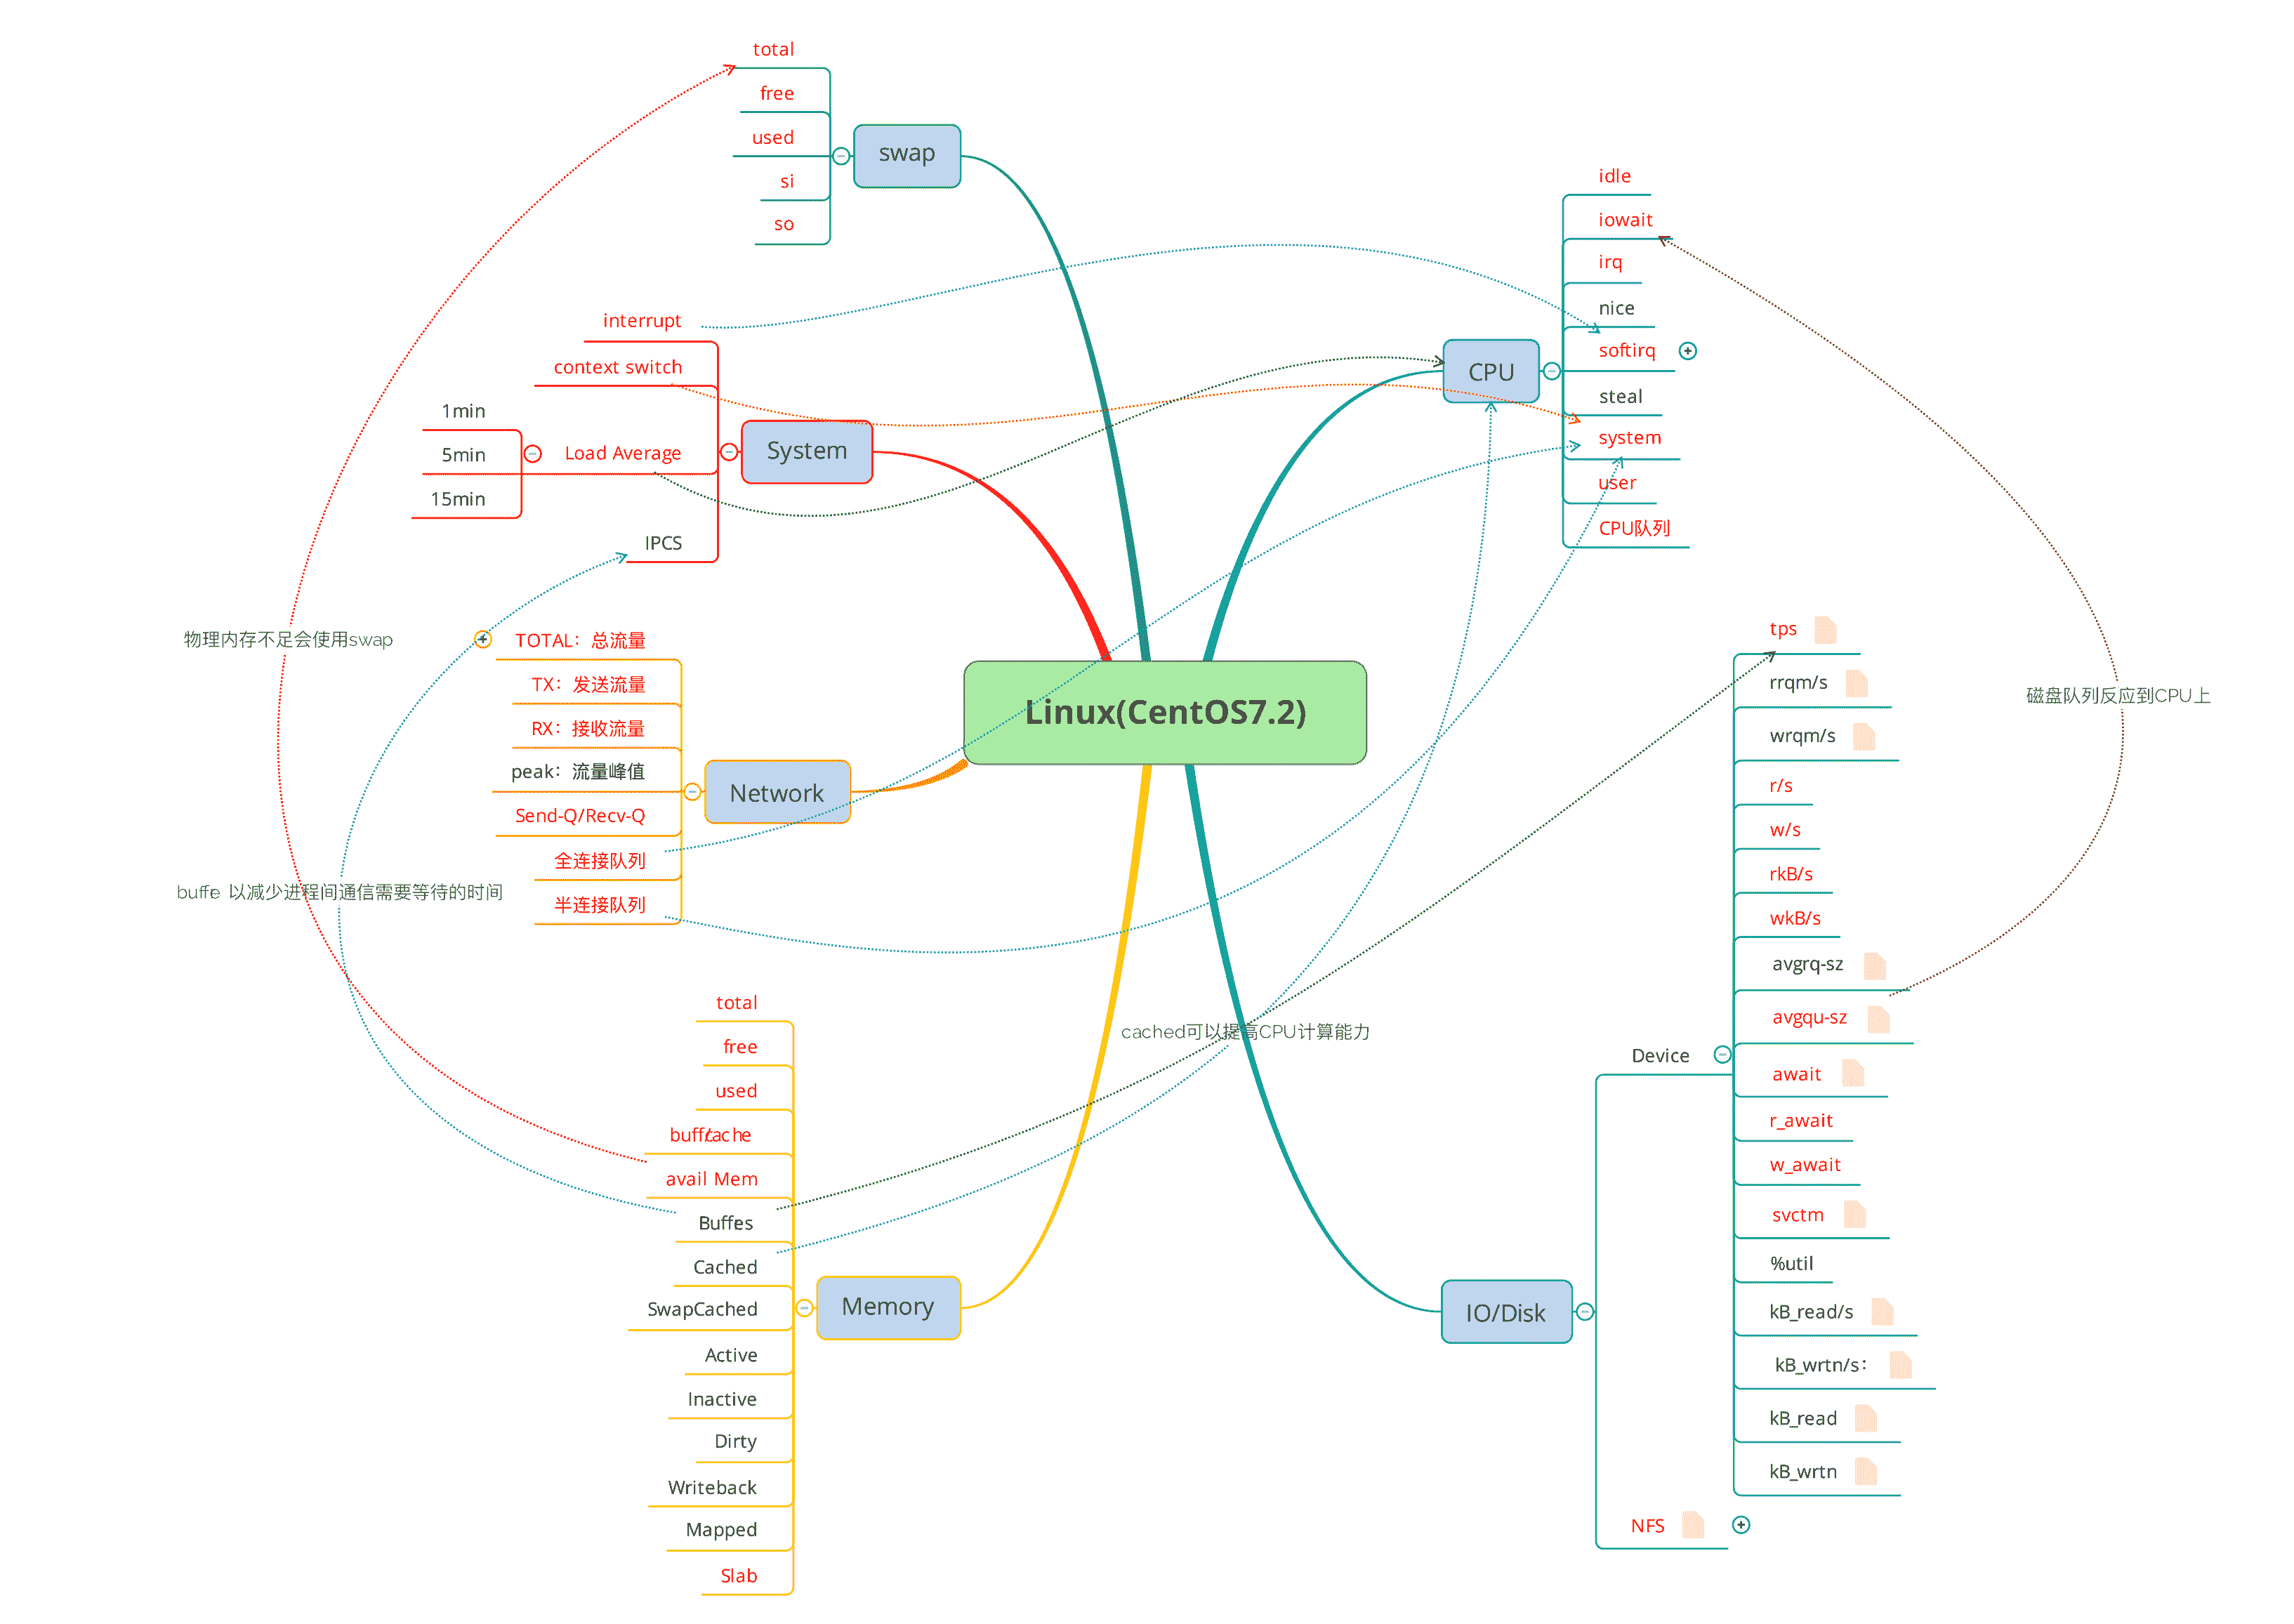 total
free
used
si
so
swap
interrupt
context switch
1min
5min
15min
Load Average
IPCS
System
TOTAL：总流量
TX：发送流量
RX：接收流量
peak：流量峰值
Send-Q/Recv-Q
全连接队列
半连接队列
Network
物理内存不足会使用swap
buffe 以减少进程间通信需要等待的时间
total
free
used
buff/cache
avail Mem
Buffes
Cached
SwapCached
Active
Inactive
Dirty
Writeback
Mapped
Slab
Memory
Linux(CentOS7.2)
cached可以提高CPU计算能力
CPU
idle
iowait
irq
nice
softirq
steal
system
user
CPU队列
磁盘队列反应到CPU上
IO/Disk
Device
tps
rrqm/s
wrqm/s
r/s
w/s
rkB/s
wkB/s
avgrq-sz
avgqu-sz
await
r_await
w_await
svctm
%util
kB_read/s
kB_wrtn/s：
kB_read
kB_wrtn
NFS